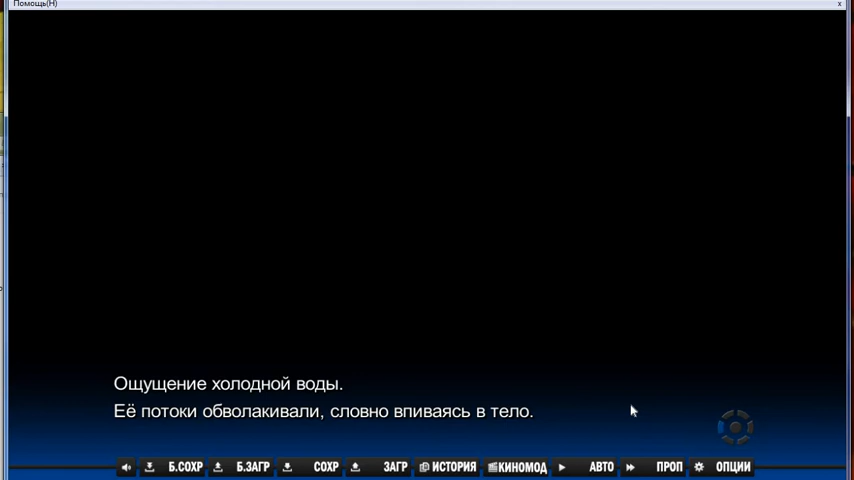 Помощь(H)
x
Ощущение холодной воды.
Её потоки обволакивали, словно впиваясь в тело.
Б.СОХР Б.ЗАГР СОХР ЗАГР ИСТОРИЯ КИНОМОД АВТО ПРОП ОПЦИИ